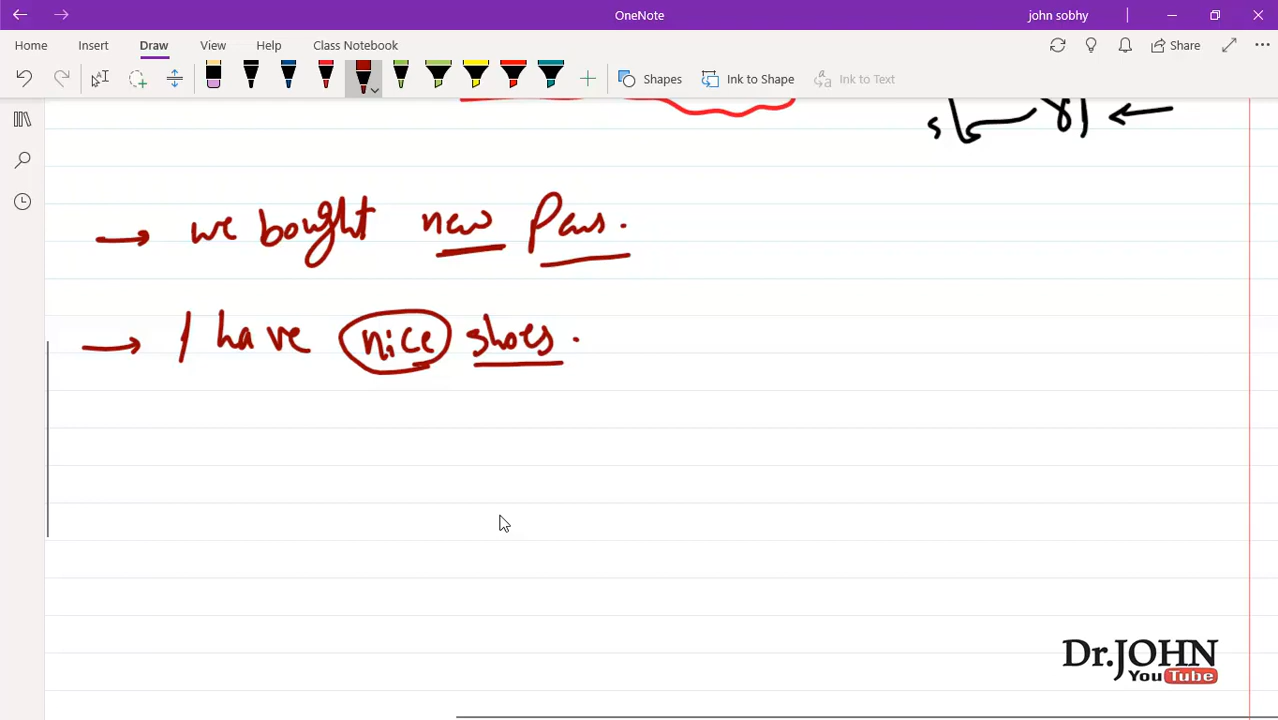 OneNote
john sobhy
Home Insert Draw View Help Class Notebook
Share
Shapes
Ink to Shape
Ink to Text
→ we bought new Pens.
→ I have nice shoes.
Dr.JOHN
YouTube